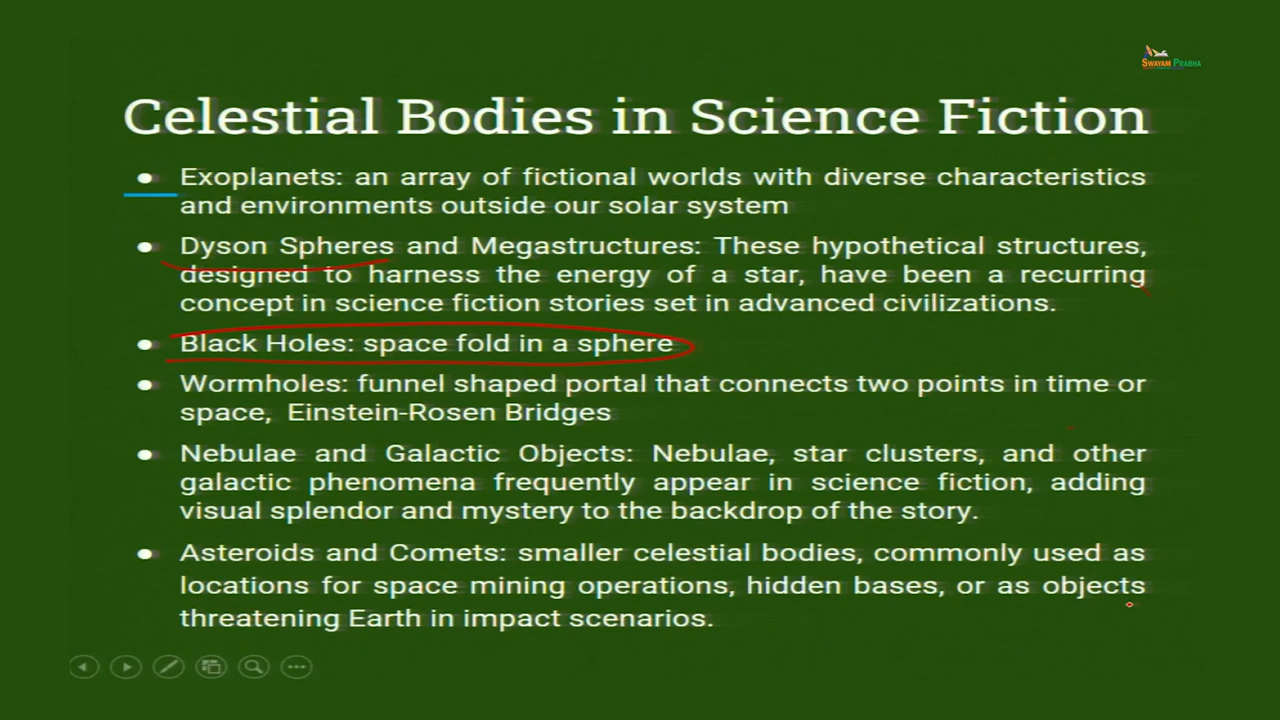 SWAYAM PRABHA
Celestial Bodies in Science Fiction
● Exoplanets: an array of fictional worlds with diverse characteristics
and environments outside our solar system
● Dyson Spheres and Megastructures: These hypothetical structures,
designed to harness the energy of a star, have been a recurring
concept in science fiction stories set in advanced civilizations.
● Black Holes: space fold in a sphere
● Wormholes: funnel shaped portal that connects two points in time or
space, Einstein-Rosen Bridges
● Nebulae and Galactic Objects: Nebulae, star clusters, and other
galactic phenomena frequently appear in science fiction, adding
visual splendor and mystery to the backdrop of the story.
● Asteroids and Comets: smaller celestial bodies, commonly used as
locations for space mining operations, hidden bases, or as objects
threatening Earth in impact scenarios.